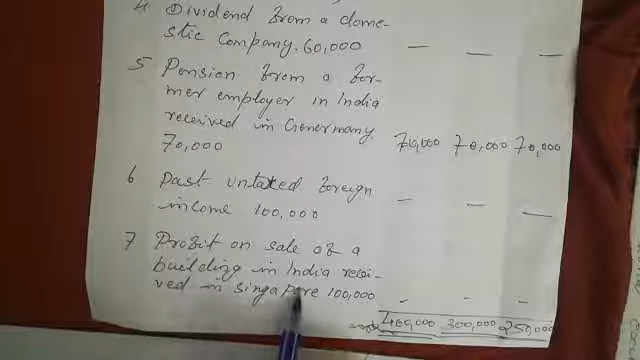 4 Dividend from a dome-
stic Company. 60,000 — — —
5 Pension from a for-
mer employer in India
received in Genermany.
70,000 70,000 70,000 70,000
6 Past untaxed foreign
income 100,000 — — —
7 Profit on sale of a
building in India recei-
ved in Singapore 100,000 - - -
400,000 300,000 250,000